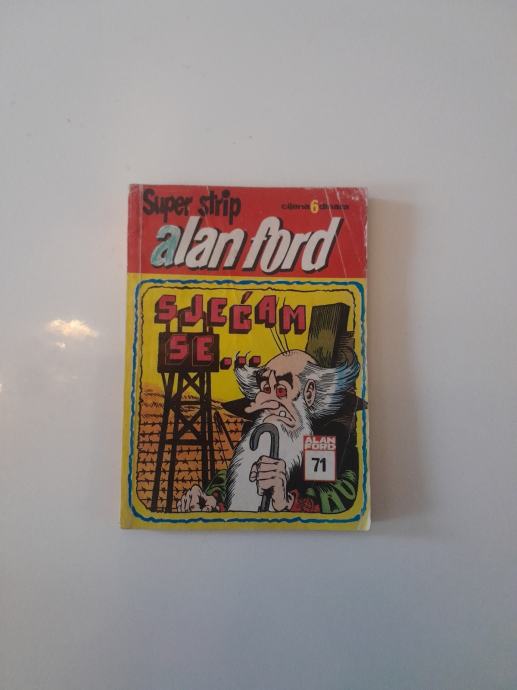 Super strip
cijena 6 dinara
alan ford
SJEĆAM
SE...
ALAN
FORD
71